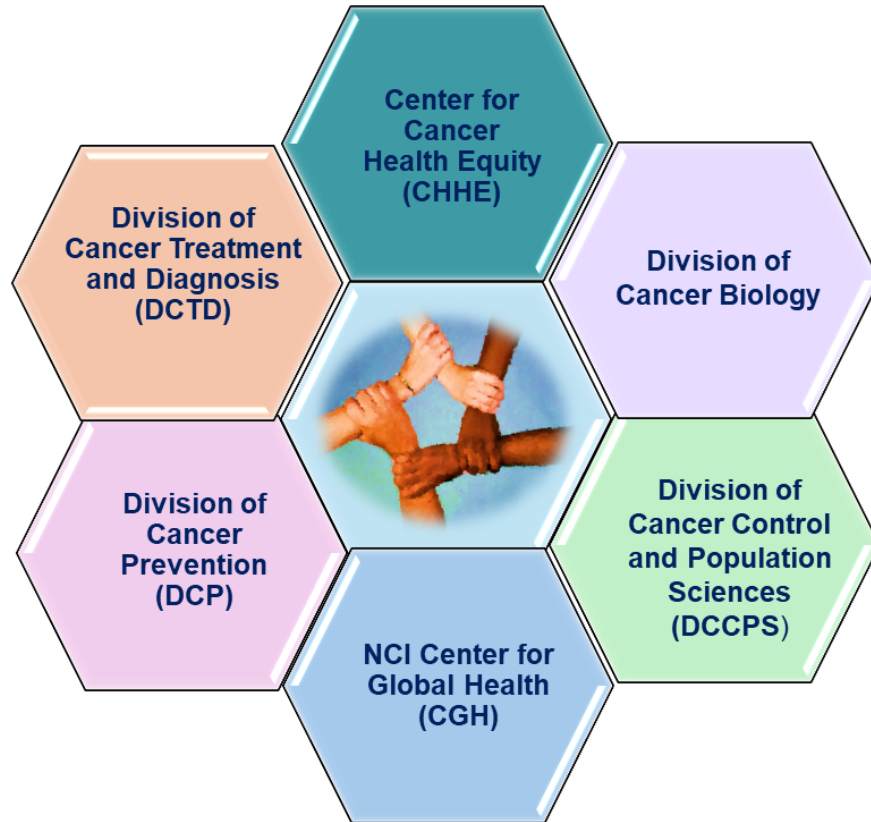 Center for
Cancer
Health Equity
(CHHE)
Division of
Cancer Treatment
and Diagnosis
(DCTD)
Division of
Cancer Biology
Division of
Cancer Prevention
(DCP)
Division of
Cancer Control
and Population
Sciences
(DCCPS)
NCI Center for
Global Health
(CGH)